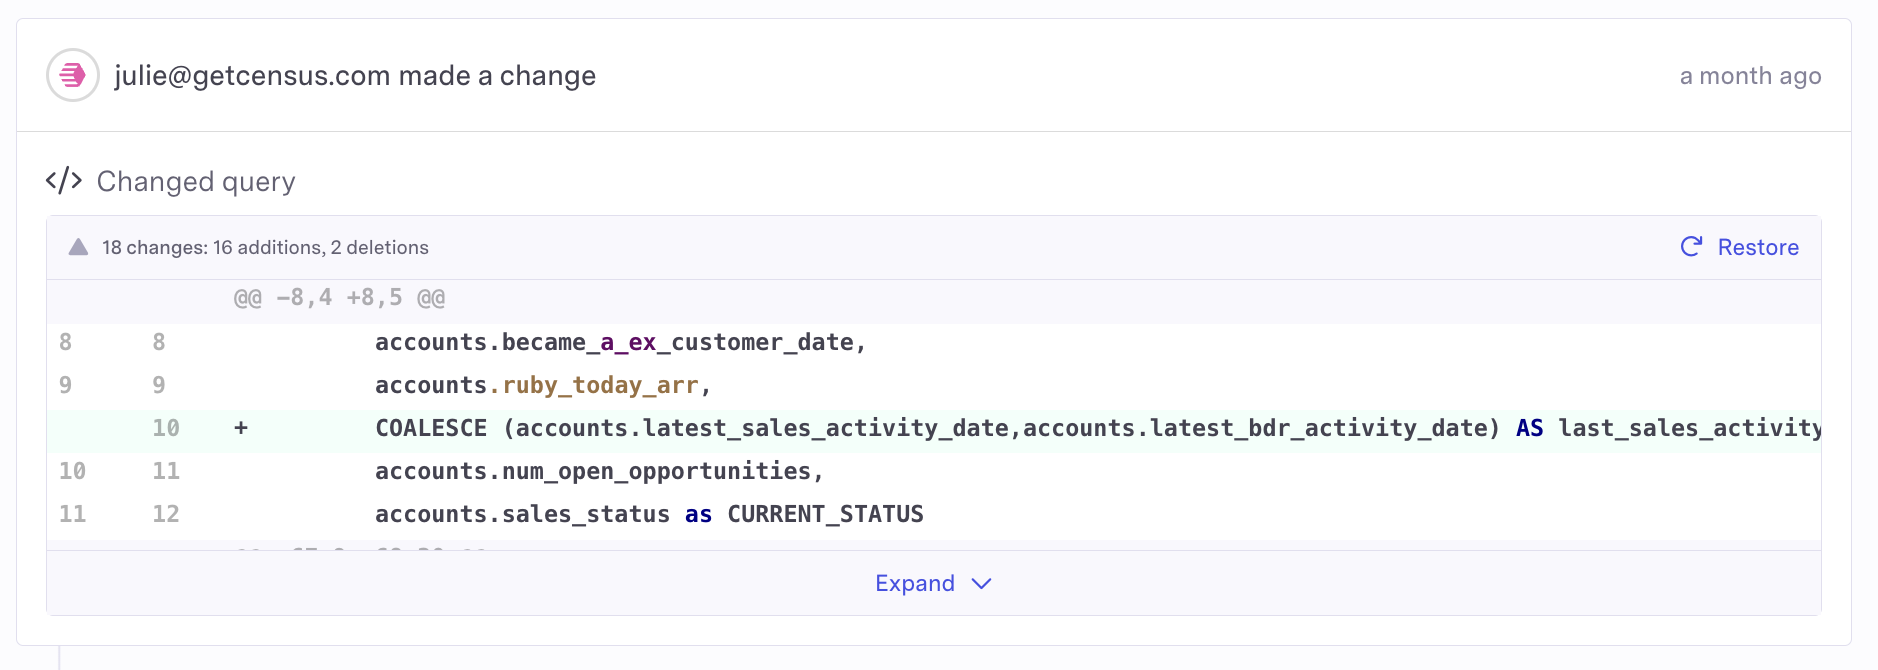 julie@getcensus.com made a change
a month ago
</> Changed query
18 changes: 16 additions, 2 deletions
Restore
@@ -8,4 +8,5 @@
8 8 accounts.became_a_ex_customer_date,
9 9 accounts.ruby_today_arr,
10 + COALESCE (accounts.latest_sales_activity_date,accounts.latest_bdr_activity_date) AS last_sales_activity
10 11 accounts.num_open_opportunities,
11 12 accounts.sales_status as CURRENT_STATUS
Expand